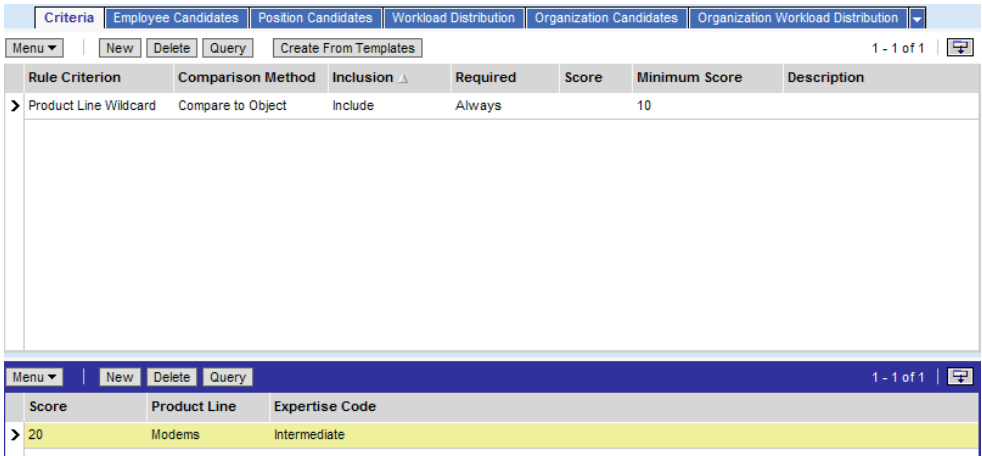 Criteria Employee Candidates Position Candidates Workload Distribution Organization Candidates Organization Workload Distribution
Menu New Delete Query Create From Templates 1 - 1 of 1
Rule Criterion Comparison Method Inclusion Required Score Minimum Score Description
Product Line Wildcard Compare to Object Include Always 10
Menu New Delete Query 1 - 1 of 1
Score Product Line Expertise Code
20 Modems Intermediate